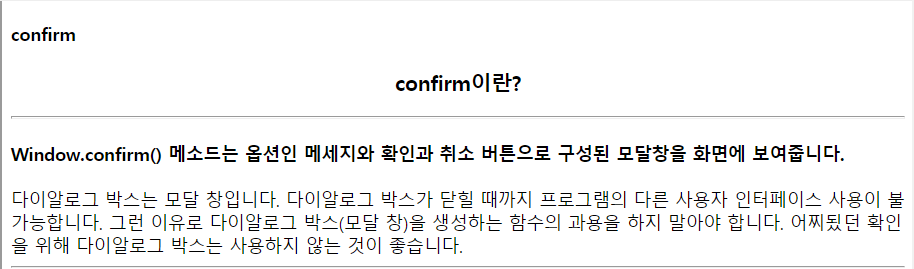 confirm
confirm이란?
Window.confirm() 메소드는 옵션인 메세지와 확인과 취소 버튼으로 구성된 모달창을 화면에 보여줍니다.
다이알로그 박스는 모달 창입니다. 다이알로그 박스가 닫힐 때까지 프로그램의 다른 사용자 인터페이스 사용이 불
가능합니다. 그런 이유로 다이알로그 박스(모달 창)을 생성하는 함수의 과용을 하지 말아야 합니다. 어찌됬던 확인
을 위해 다이알로그 박스는 사용하지 않는 것이 좋습니다.